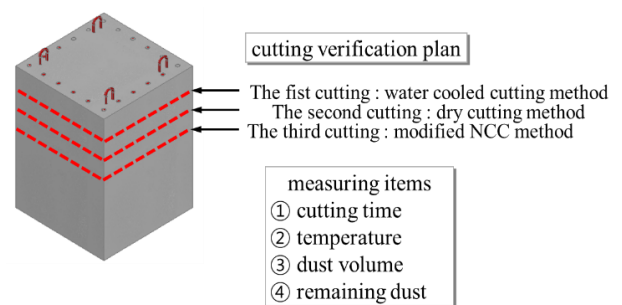 cutting verification plan
The fist cutting : water cooled cutting method
The second cutting : dry cutting method
The third cutting : modified NCC method
measuring items
① cutting time
② temperature
③ dust volume
④ remaining dust